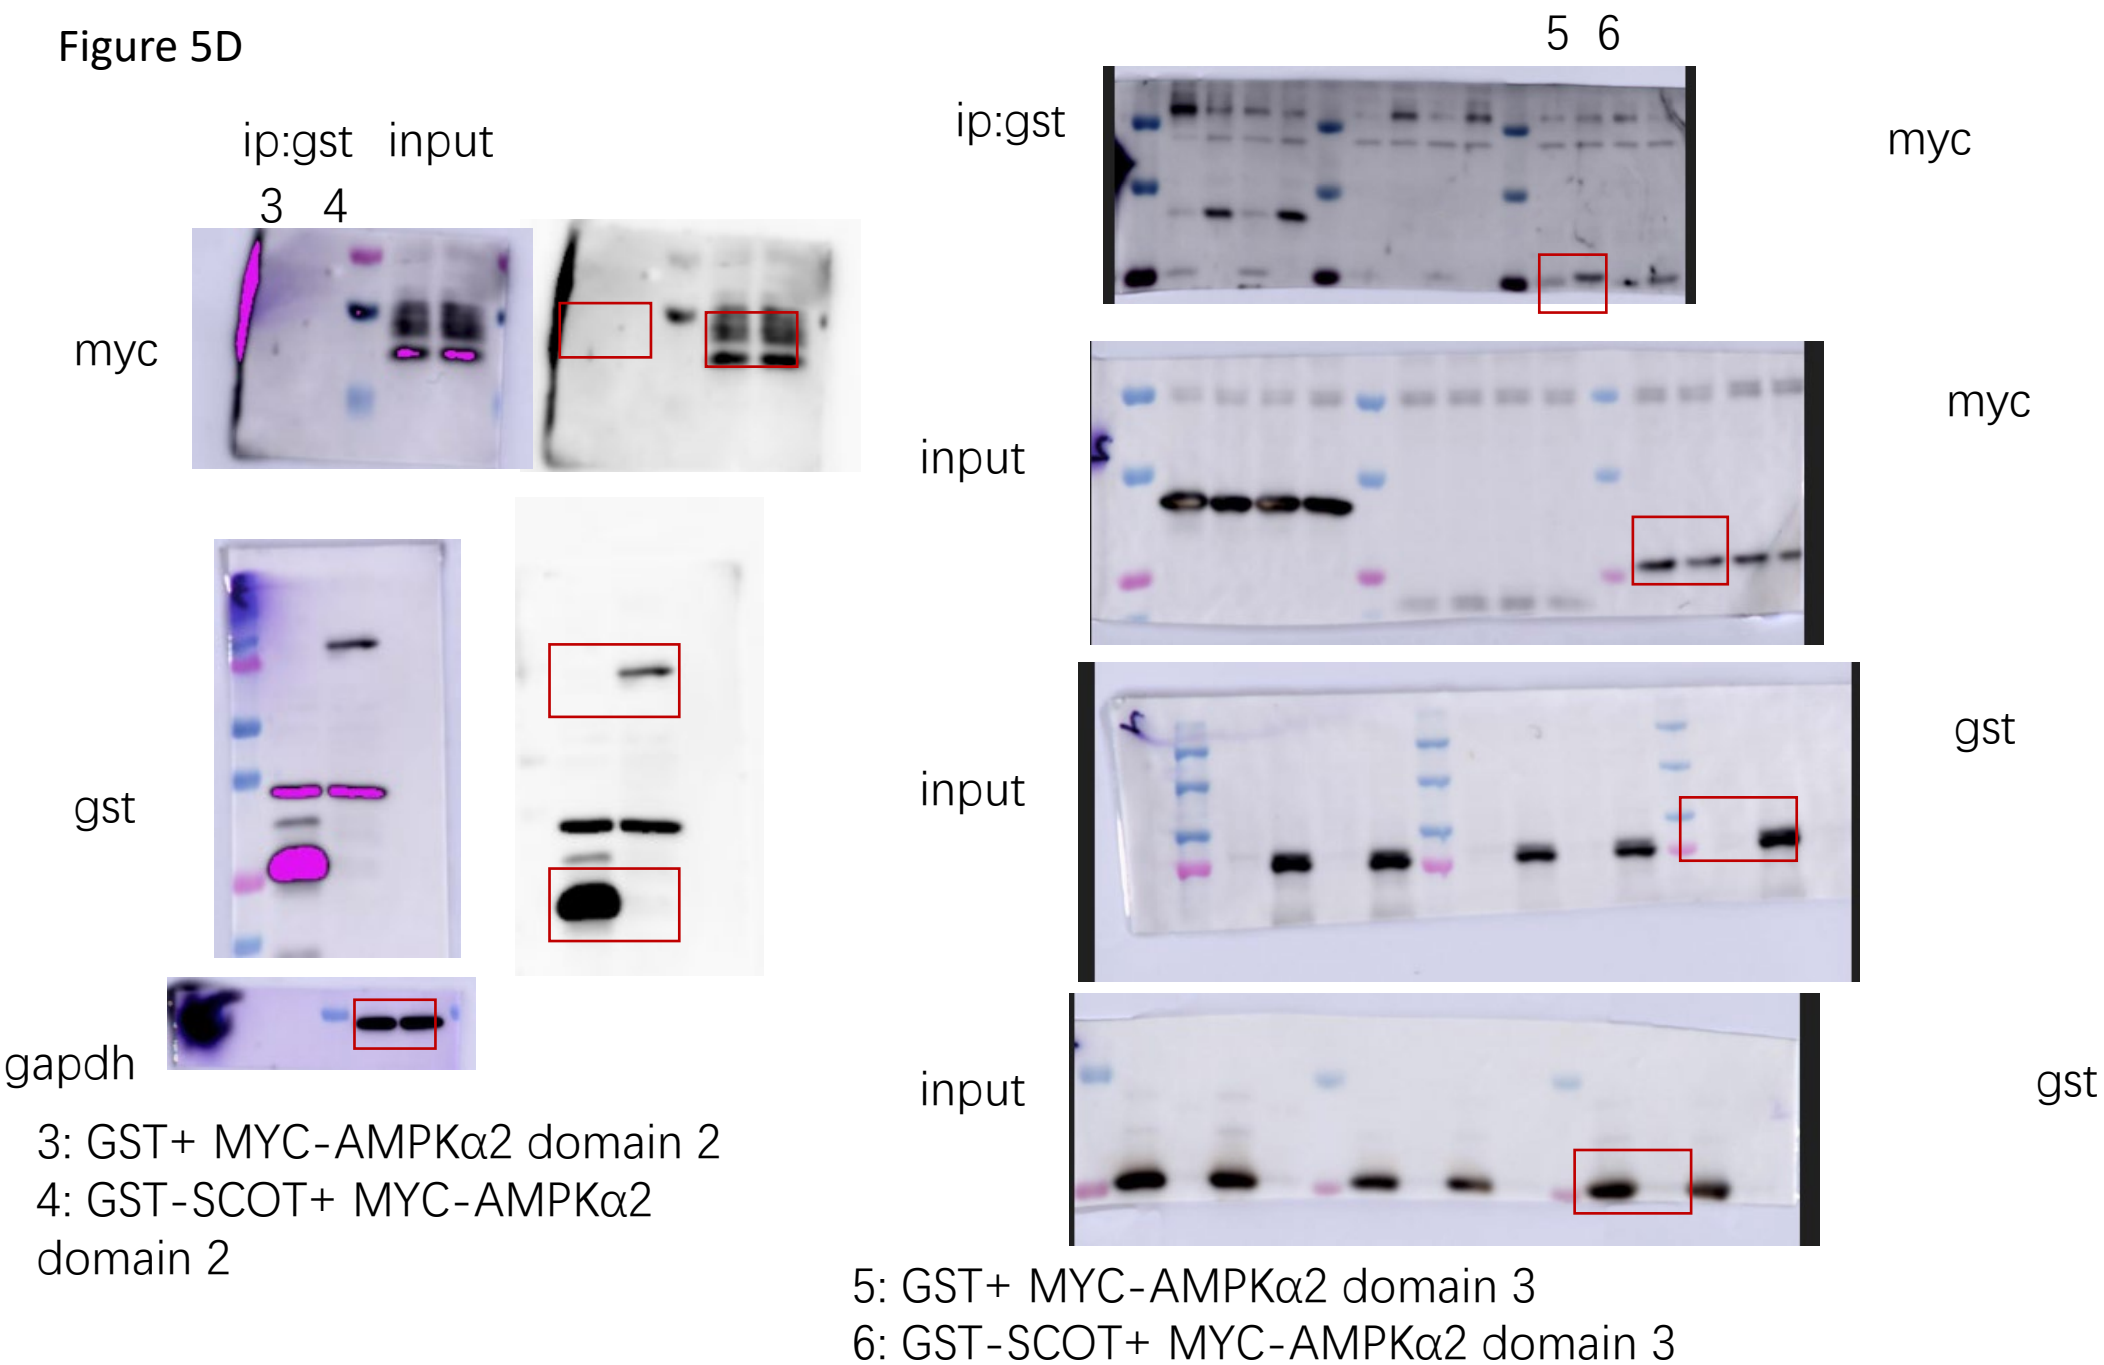 Figure 5D
ip:gst input
3 4
myc
gst
gapdh
3: GST+ MYC-AMPKα2 domain 2
4: GST-SCOT+ MYC-AMPKα2
domain 2
5 6
ip:gst
myc
input
myc
input
gst
input
gst
5: GST+ MYC-AMPKα2 domain 3
6: GST-SCOT+ MYC-AMPKα2 domain 3